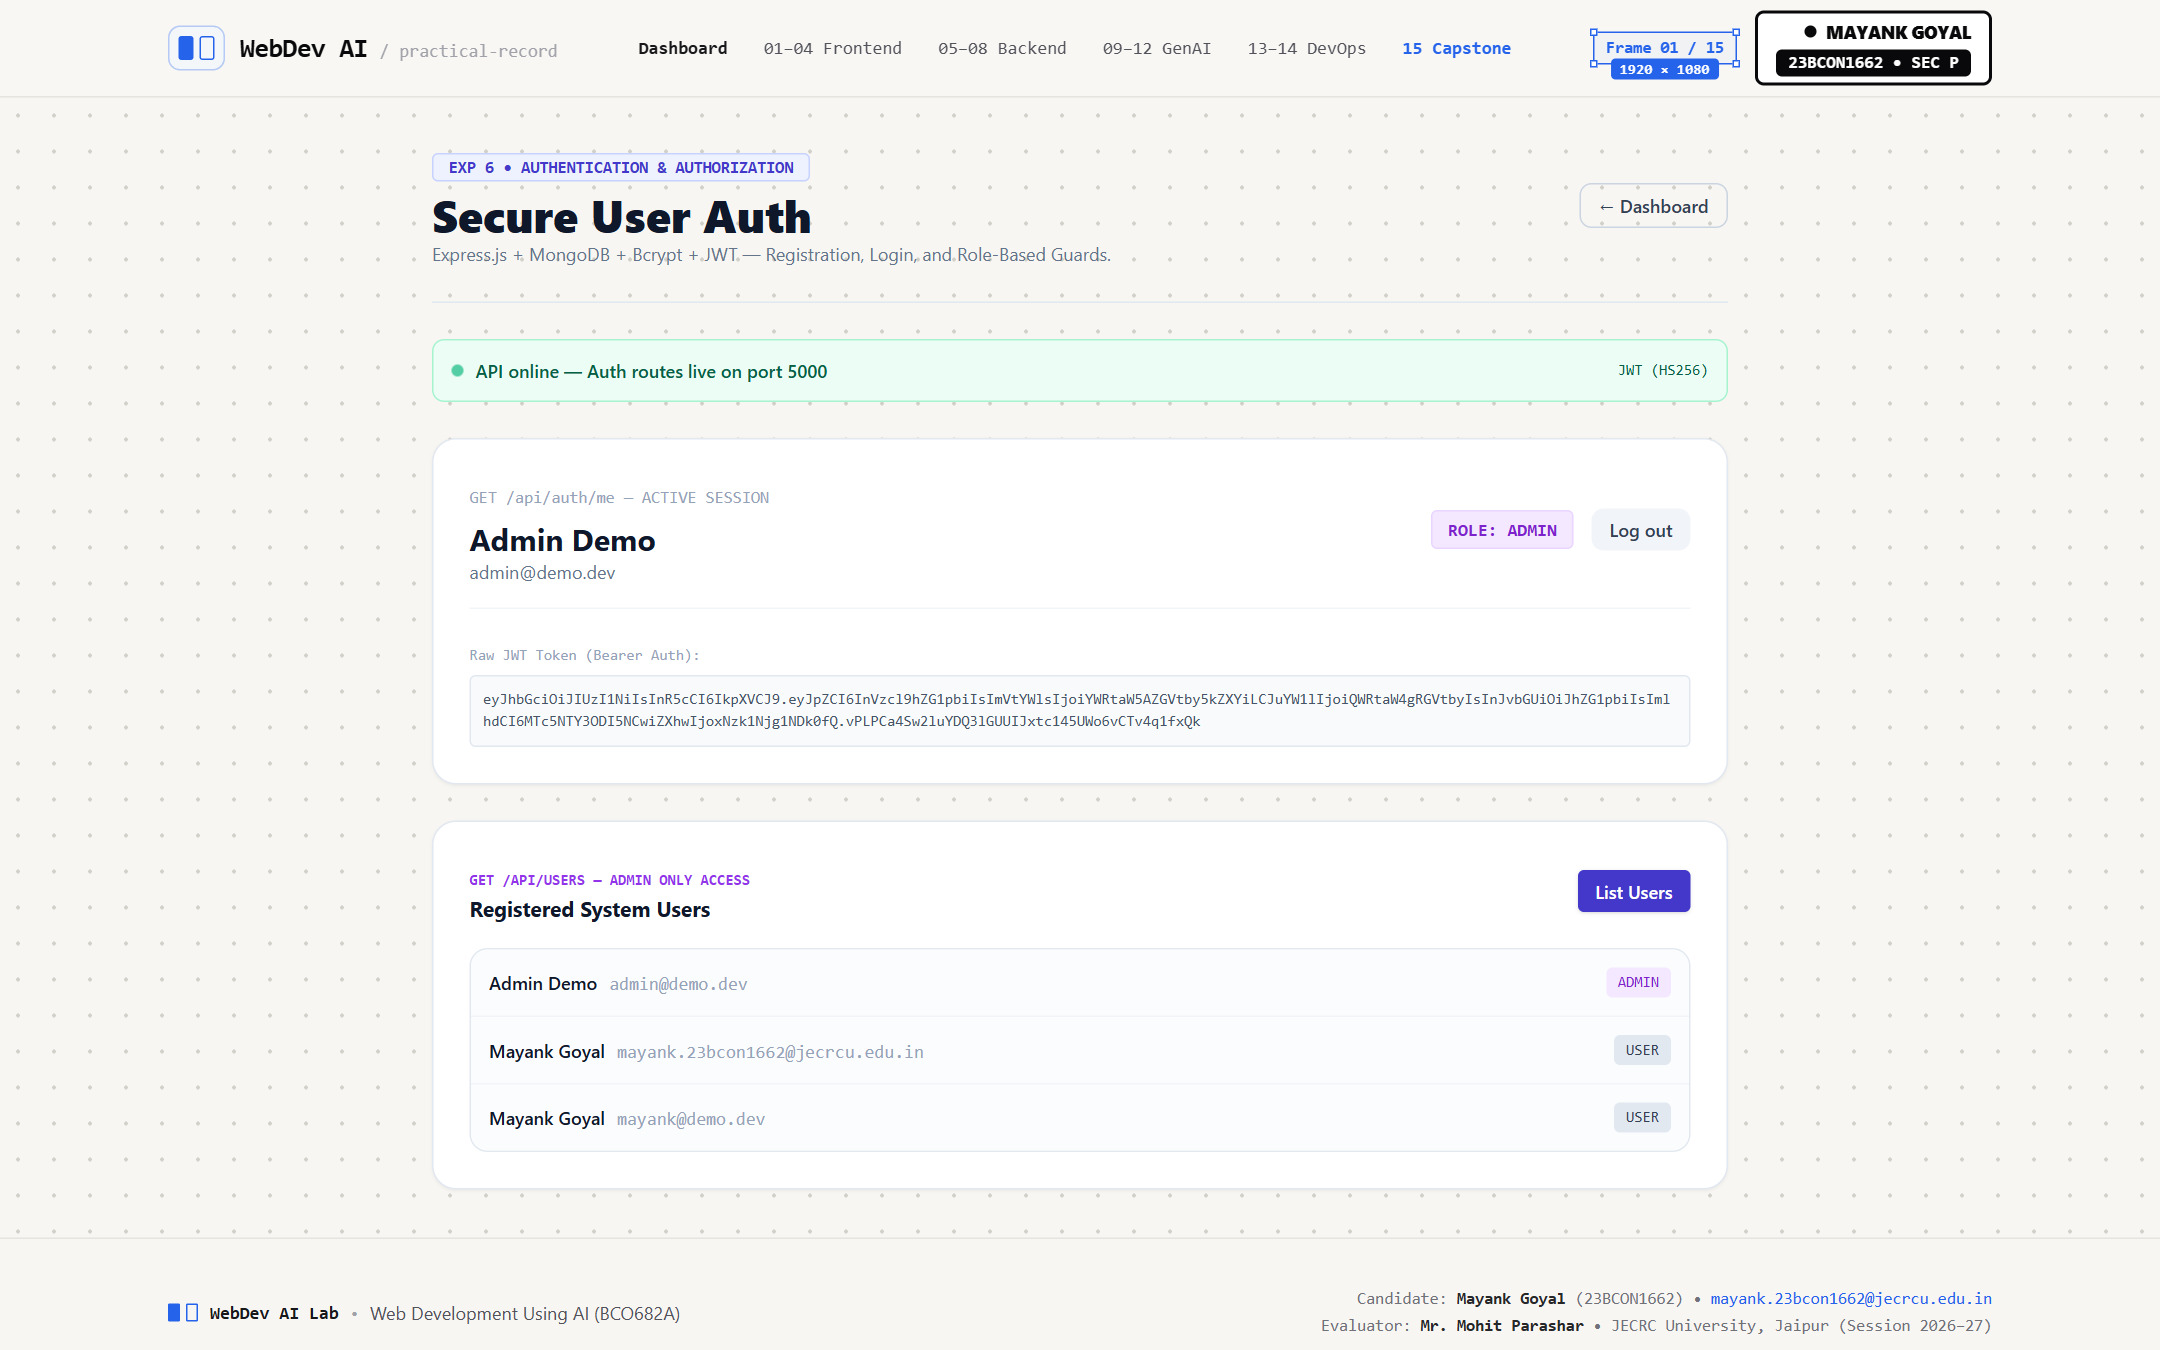 WebDev AI / practical-record
Dashboard
01–04 Frontend
05–08 Backend
09–12 GenAI
13–14 DevOps
15 Capstone
Frame 01 / 15
1920 × 1080
● MAYANK GOYAL
23BCON1662 • SEC P
EXP 6 • AUTHENTICATION & AUTHORIZATION
Secure User Auth
Express.js + MongoDB + Bcrypt + JWT — Registration, Login, and Role-Based Guards.
← Dashboard
API online — Auth routes live on port 5000
JWT (HS256)
GET /api/auth/me — ACTIVE SESSION
Admin Demo
admin@demo.dev
ROLE: ADMIN
Log out
Raw JWT Token (Bearer Auth):
eyJhbGciOiJIUzI1NiIsInR5cCI6IkpXVCJ9.eyJpZCI6InVzcl9hZG1pbiIsImVtYWlsIjoiYWRtaW5AZGVtby5kZXYiLCJuYW1lIjoiQWRtaW4gRGVtbyIsInJvbGUiOiJhZG1pbiIsIml
hdCI6MTc5NTY3ODI5NCwiZXhwIjoxNzk1Njg1NDk0fQ.vPLPCa4Sw2luYDQ3lGUUIJxtc145UWo6vCTv4q1fxQk
GET /API/USERS — ADMIN ONLY ACCESS
Registered System Users
List Users
Admin Demo admin@demo.dev
ADMIN
Mayank Goyal mayank.23bcon1662@jecrcu.edu.in
USER
Mayank Goyal mayank@demo.dev
USER
WebDev AI Lab • Web Development Using AI (BCO682A)
Candidate: Mayank Goyal (23BCON1662) • mayank.23bcon1662@jecrcu.edu.in
Evaluator: Mr. Mohit Parashar • JECRC University, Jaipur (Session 2026–27)